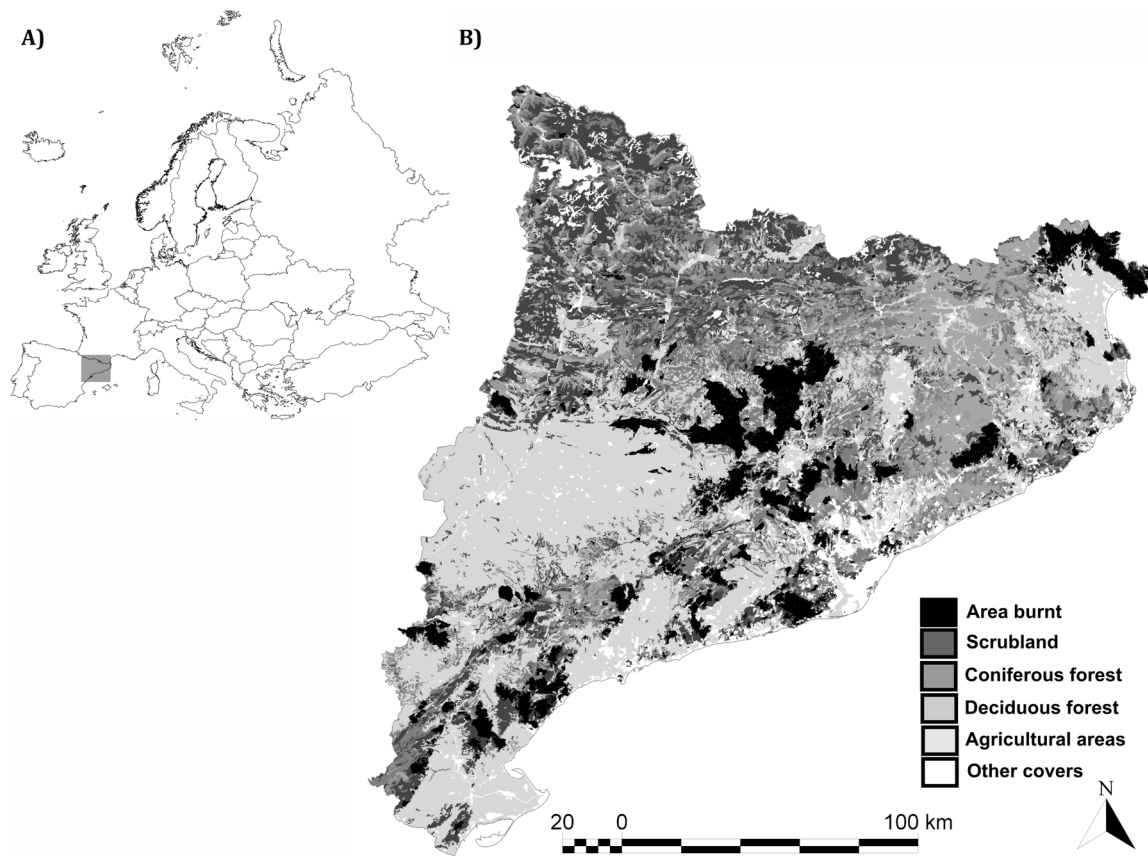 A)
B)
Area burnt
Scrubland
Coniferous forest
Deciduous forest
Agricultural areas
Other covers
N
20 0 100 km